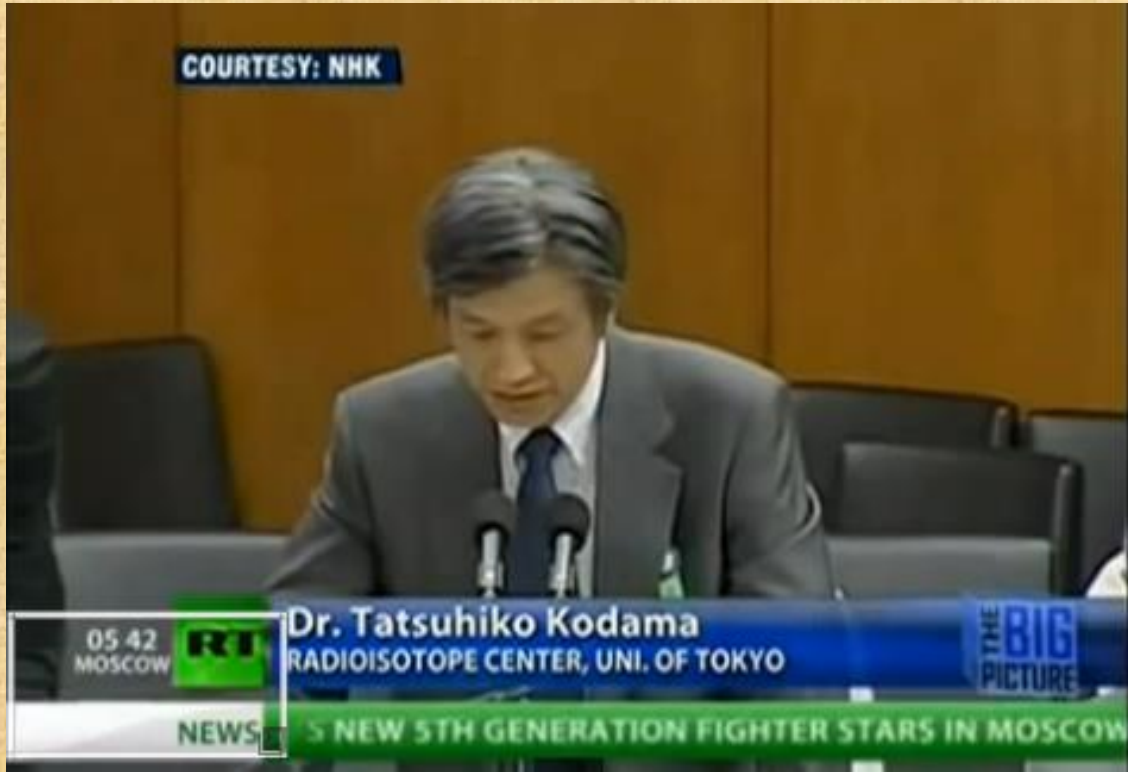 COURTESY: NHK
Dr. Tatsuhiko Kodama
RADIOISOTOPE CENTER, UNI. OF TOKYO
THE BIG PICTURE
05 42
MOSCOW
RT
NEWS
S NEW 5TH GENERATION FIGHTER STARS IN MOSCOW